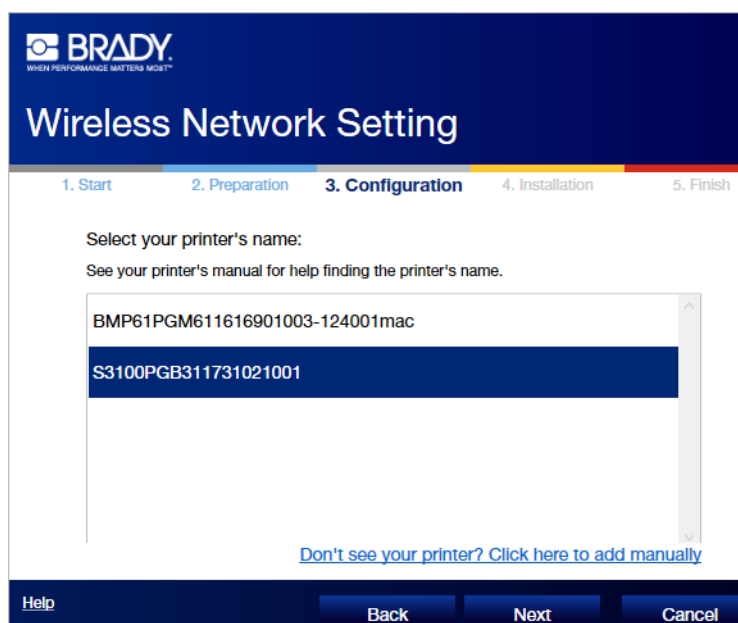 BRADY.
WHEN PERFORMANCE MATTERS MOST™
Wireless Network Setting
1. Start 2. Preparation 3. Configuration 4. Installation 5. Finish
Select your printer's name:
See your printer's manual for help finding the printer's name.
BMP61PGM611616901003-124001mac
S3100PGB311731021001
Don't see your printer? Click here to add manually
Help Back Next Cancel